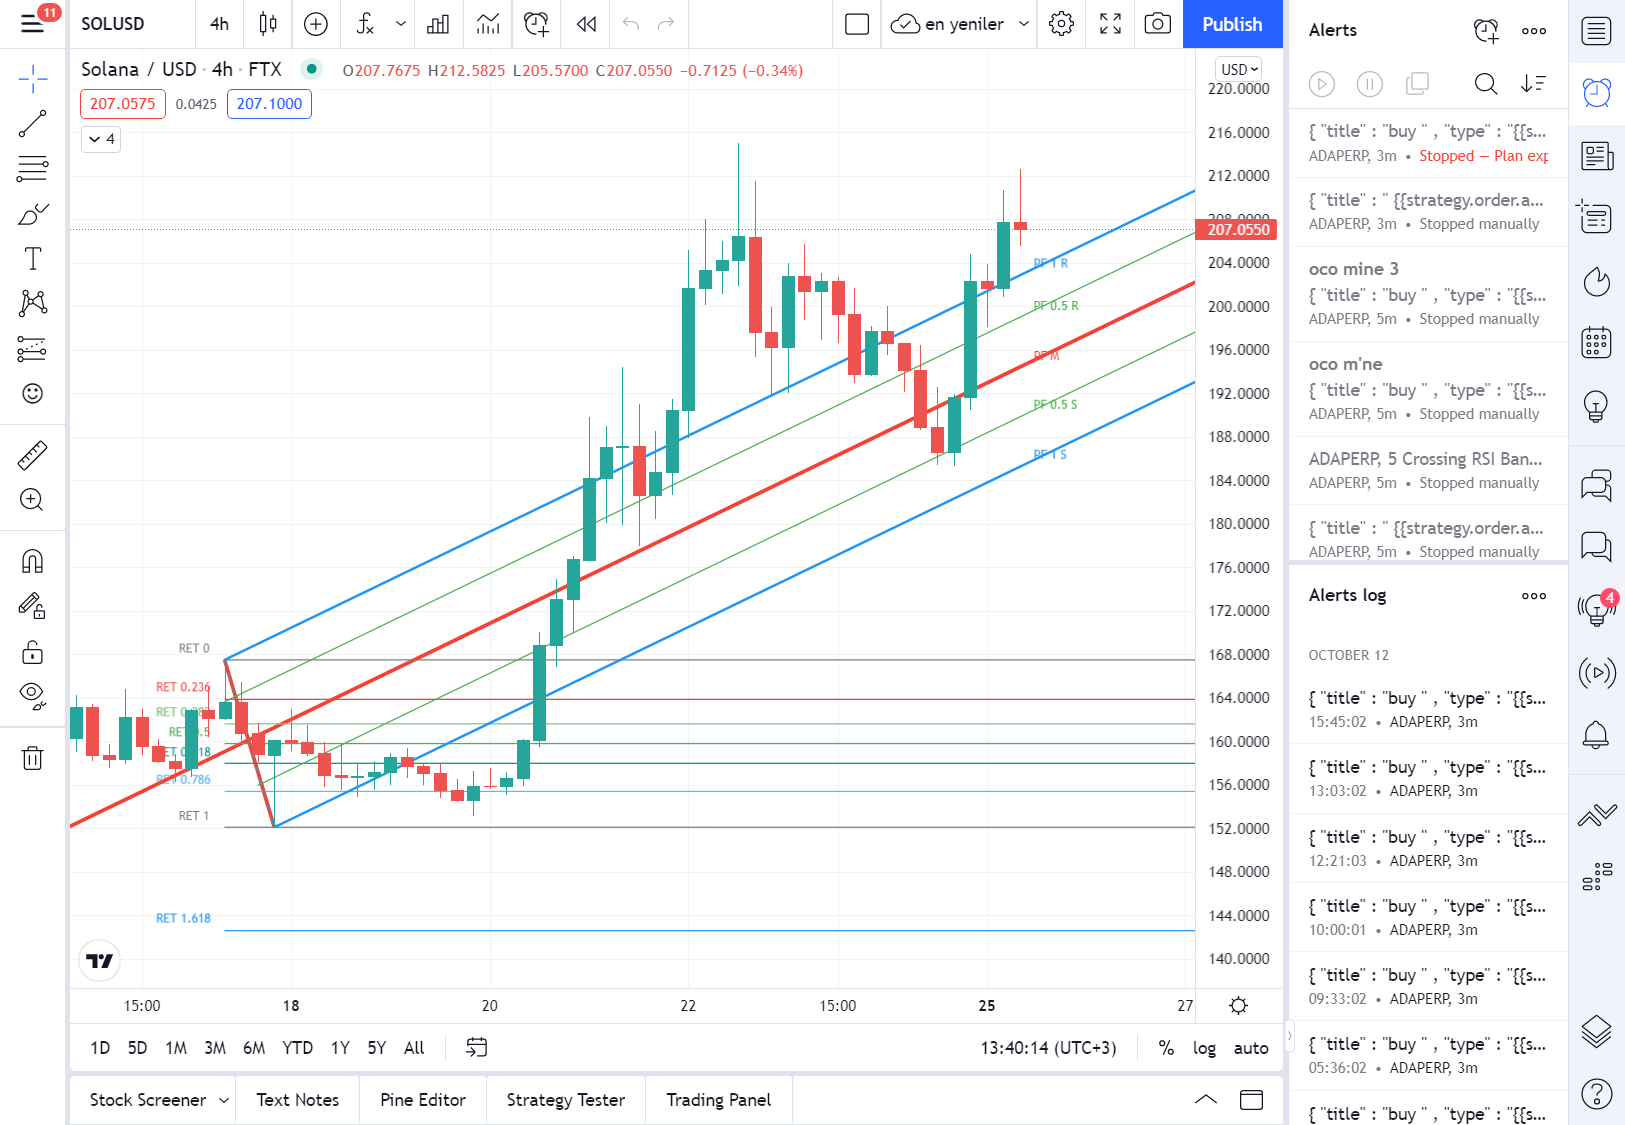 11
SOLUSD
4h
en yeniler
Publish
Solana / USD · 4h · FTX
O207.7675 H212.5825 L205.5700 C207.0550 −0.7125 (−0.34%)
207.0575 0.0425 207.1000
4
USD
220.0000
216.0000
212.0000
208.0000
207.0550
204.0000
200.0000
196.0000
192.0000
188.0000
184.0000
180.0000
176.0000
172.0000
168.0000
164.0000
160.0000
156.0000
152.0000
148.0000
144.0000
140.0000
PF 1 R
PF 0.5 R
PF M
PF 0.5 S
PF 1 S
RET 0
RET 0.236
RET 0.382
RET 0.5
RET 0.618
RET 0.786
RET 1
RET 1.618
15:00 18 20 22 15:00 25 27
1D 5D 1M 3M 6M YTD 1Y 5Y All
13:40:14 (UTC+3)
% log auto
Stock Screener Text Notes Pine Editor Strategy Tester Trading Panel
Alerts
{ "title" : "buy " , "type" : "{{s...
ADAPERP, 3m • Stopped — Plan exp
{ "title" : " {{strategy.order.a...
ADAPERP, 3m • Stopped manually
oco mine 3
{ "title" : "buy " , "type" : "{{s...
ADAPERP, 5m • Stopped manually
oco m'ne
{ "title" : "buy " , "type" : "{{s...
ADAPERP, 5m • Stopped manually
ADAPERP, 5 Crossing RSI Ban...
ADAPERP, 5m • Stopped manually
{ "title" : " {{strategy.order.a...
ADAPERP, 5m • Stopped manually
Alerts log
OCTOBER 12
{ "title" : "buy " , "type" : "{{s...
15:45:02 • ADAPERP, 3m
{ "title" : "buy " , "type" : "{{s...
13:03:02 • ADAPERP, 3m
{ "title" : "buy " , "type" : "{{s...
12:21:03 • ADAPERP, 3m
{ "title" : "buy " , "type" : "{{s...
10:00:01 • ADAPERP, 3m
{ "title" : "buy " , "type" : "{{s...
09:33:02 • ADAPERP, 3m
{ "title" : "buy " , "type" : "{{s...
05:36:02 • ADAPERP, 3m
{ "title" : "buy " , "type" : "{{s...
4